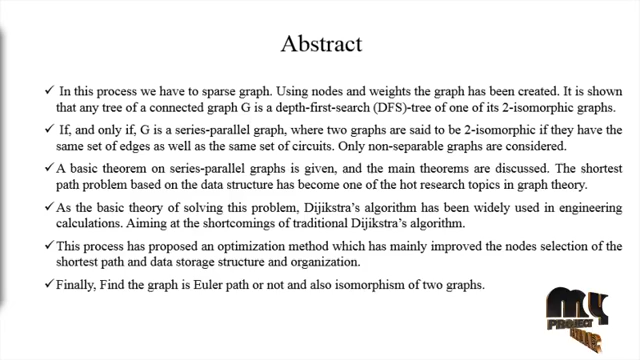 Abstract
✓ In this process we have to sparse graph. Using nodes and weights the graph has been created. It is shown
that any tree of a connected graph G is a depth-first-search (DFS)-tree of one of its 2-isomorphic graphs.
✓ If, and only if, G is a series-parallel graph, where two graphs are said to be 2-isomorphic if they have the
same set of edges as well as the same set of circuits. Only non-separable graphs are considered.
✓ A basic theorem on series-parallel graphs is given, and the main theorems are discussed. The shortest
path problem based on the data structure has become one of the hot research topics in graph theory.
✓ As the basic theory of solving this problem, Dijikstra's algorithm has been widely used in engineering
calculations. Aiming at the shortcomings of traditional Dijikstra's algorithm.
✓ This process has proposed an optimization method which has mainly improved the nodes selection of the
shortest path and data storage structure and organization.
✓ Finally, Find the graph is Euler path or not and also isomorphism of two graphs.
MY
PROJECT